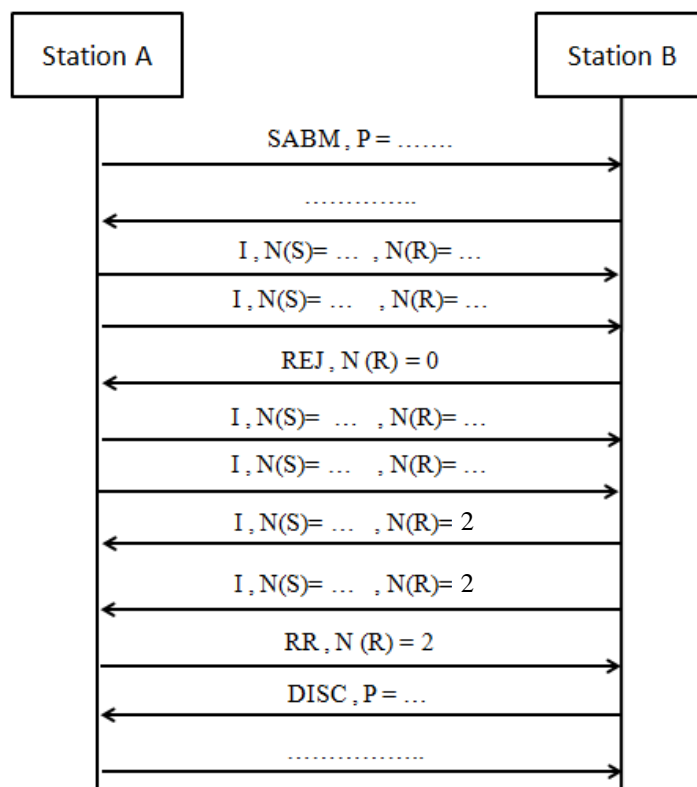 Station A
Station B
SABM , P = …….
…………..
I , N(S)= … , N(R)= …
I , N(S)= … , N(R)= …
REJ , N (R) = 0
I , N(S)= … , N(R)= …
I , N(S)= … , N(R)= …
I , N(S)= … , N(R)= 2
I , N(S)= … , N(R)= 2
RR , N (R) = 2
DISC , P = …
……………..